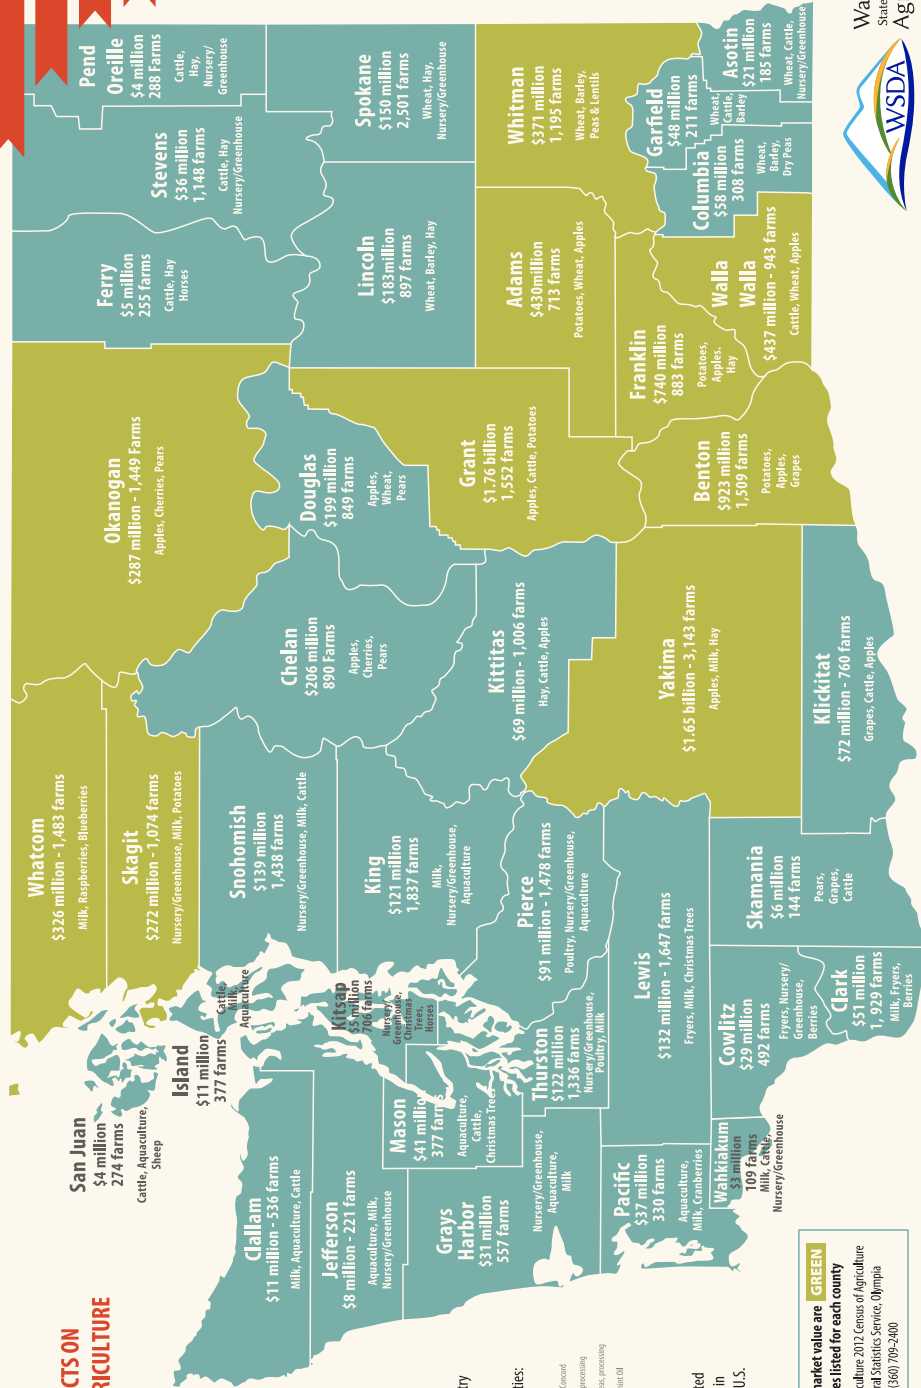 CTS ON
RICULTURE
Whatcom
$326 million - 1,483 farms
Milk, Raspberries, Blueberries
Skagit
$272 million - 1,074 farms
Nursery/Greenhouse, Milk, Potatoes
Snohomish
$139 million
1,438 farms
Nursery/Greenhouse, Milk, Cattle
King
$121 million
1,837 farms
Milk,
Nursery/Greenhouse,
Aquaculture
Pierce
$91 million - 1,478 farms
Poultry, Nursery/Greenhouse
Aquaculture
San Juan
$4 million
274 farms
Cattle, Aquaculture,
Sheep
Island
$11 million
377 farms
Cattle,
Milk,
Aquaculture
Kitsap
$5 million
706 farms
Nursery/
Greenhouse,
Christmas
Trees,
Horses
Clallam
$11 million - 536 farms
Milk, Aquaculture, Cattle
Jefferson
$8 million - 221 farms
Aquaculture, Milk,
Nursery/Greenhouse
Mason
$41 million
377 farms
Aquaculture,
Cattle,
Christmas Trees
Grays
Harbor
$31 million
557 farms
Nursery/Greenhouse,
Aquaculture,
Milk
Thurston
$122 million
1,336 farms
Nursery/Greenhouse,
Poultry, Milk
Lewis
$132 million - 1,647 farms
Fryers, Milk, Christmas Trees
Pacific
$37 million
330 farms
Aquaculture,
Milk, Cranberries
Wahkiakum
$3 million
109 farms
Milk, Cattle,
Nursery/Greenhouse
Cowlitz
$29 million
492 farms
Fryers, Nursery/
Greenhouse,
Berries
Clark
$51 million
1, 929 farms
Milk, Fryers,
Berries
Skamania
$6 million
144 farms
Pears,
Grapes,
Cattle
Okanogan
$287 million - 1,449 Farms
Apples, Cherries, Pears
Chelan
$206 million
890 Farms
Apples,
Cherries,
Pears
Douglas
$199 million
849 farms
Apples,
Wheat,
Pears
Kittitas
$69 million - 1,006 farms
Hay, Cattle, Apples
Grant
$1.76 billion
1,552 farms
Apples, Cattle, Potatoes
Yakima
$1.65 billion - 3,143 farms
Apples, Milk, Hay
Klickitat
$72 million - 760 farms
Grapes, Cattle, Apples
Benton
$923 million
1,509 farms
Potatoes,
Apples,
Grapes
Ferry
$5 million
255 farms
Cattle, Hay
Horses
Stevens
$36 million
1,148 farms
Cattle, Hay
Nursery/Greenhouse
Pend
Oreille
$4 million
288 Farms
Cattle,
Hay,
Nursery/
Greenhouse
Lincoln
$183million
897 farms
Wheat, Barley, Hay
Spokane
$150 million
2,501 farms
Wheat, Hay,
Nursery/Greenhouse
Adams
$430million
713 farms
Potatoes, Wheat, Apples
Whitman
$371 million
1,195 farms
Wheat, Barley,
Peas & Lentils
Franklin
$740 million
883 farms
Potatoes,
Apples.
Hay
Walla
Walla
$437 million - 943 farms
Cattle, Wheat, Apples
Columbia
$58 million
308 farms
Wheat,
Barley,
Dry Peas
Garfield
$48 million
211 farms
Wheat,
Cattle,
Barley
Asotin
$21 million
185 farms
Wheat, Cattle,
Nursery/Greenhouse
WSDA
Wa
State
Ag
try
ties:
Concord
processing
eas, processing
mint Oil
ted
in
U.S.
arket value are GREEN
es listed for each county
culture 2012 Census of Agriculture
ral Statistics Service, Olympia
(360) 709-2400